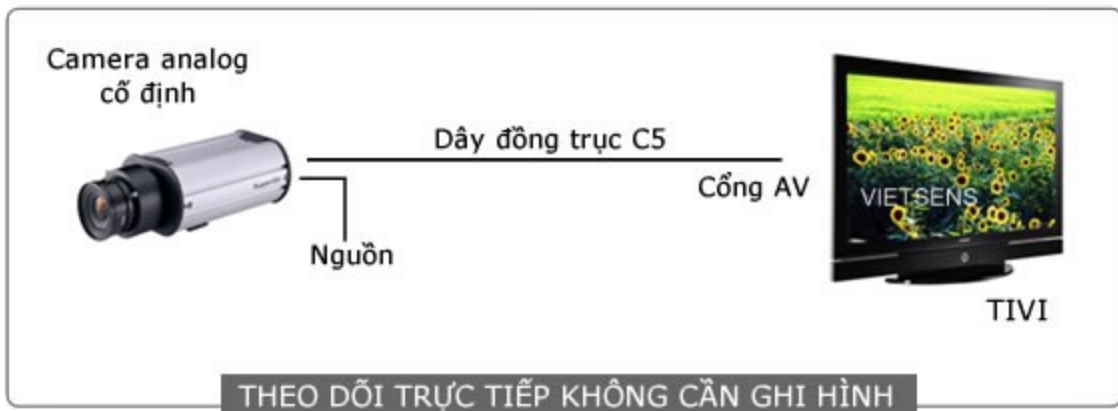 Camera analog
cố định
Dây đồng trục C5
Cổng AV
VIETSENS
Nguồn
TIVI
THEO DÕI TRỰC TIẾP KHÔNG CẦN GHI HÌNH